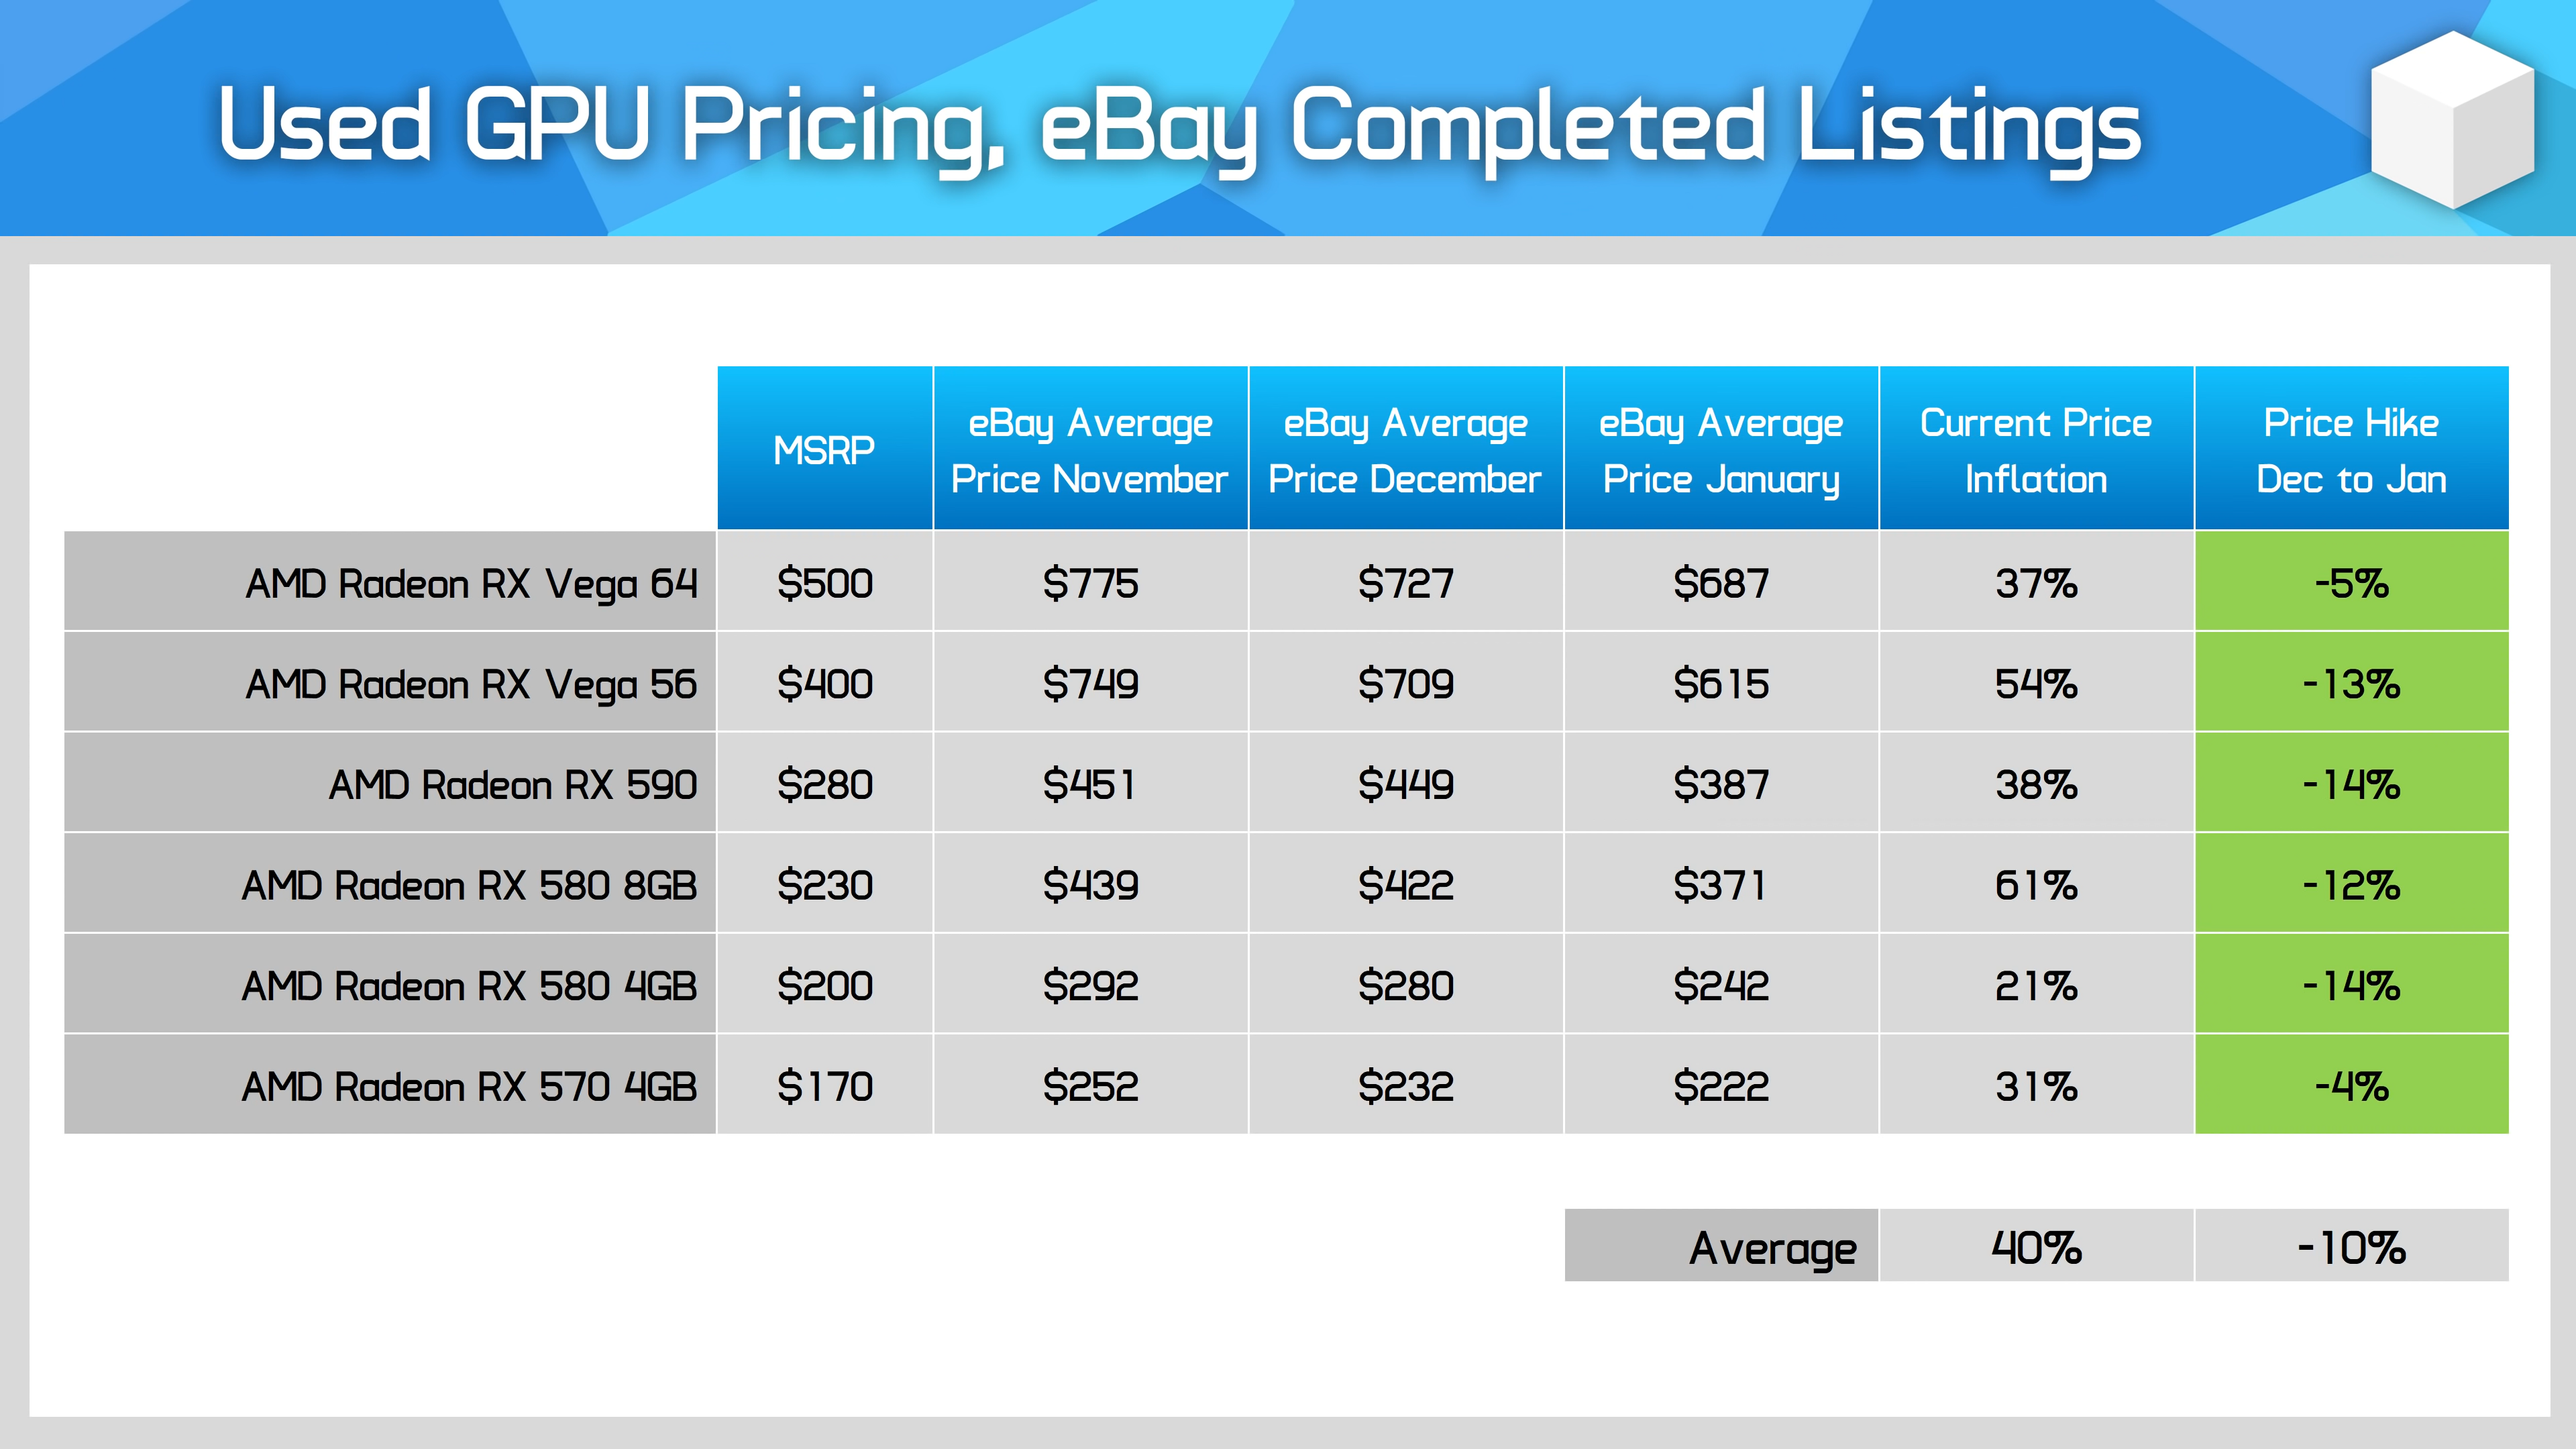 Used GPU Pricing, eBay Completed Listings
MSRP
eBay Average
Price November
eBay Average
Price December
eBay Average
Price January
Current Price
Inflation
Price Hike
Dec to Jan
AMD Radeon RX Vega 64 $500 $775 $727 $687 37% -5%
AMD Radeon RX Vega 56 $400 $749 $709 $615 54% -13%
AMD Radeon RX 590 $280 $451 $449 $387 38% -14%
AMD Radeon RX 580 8GB $230 $439 $422 $371 61% -12%
AMD Radeon RX 580 4GB $200 $292 $280 $242 21% -14%
AMD Radeon RX 570 4GB $170 $252 $232 $222 31% -4%
Average 40% -10%